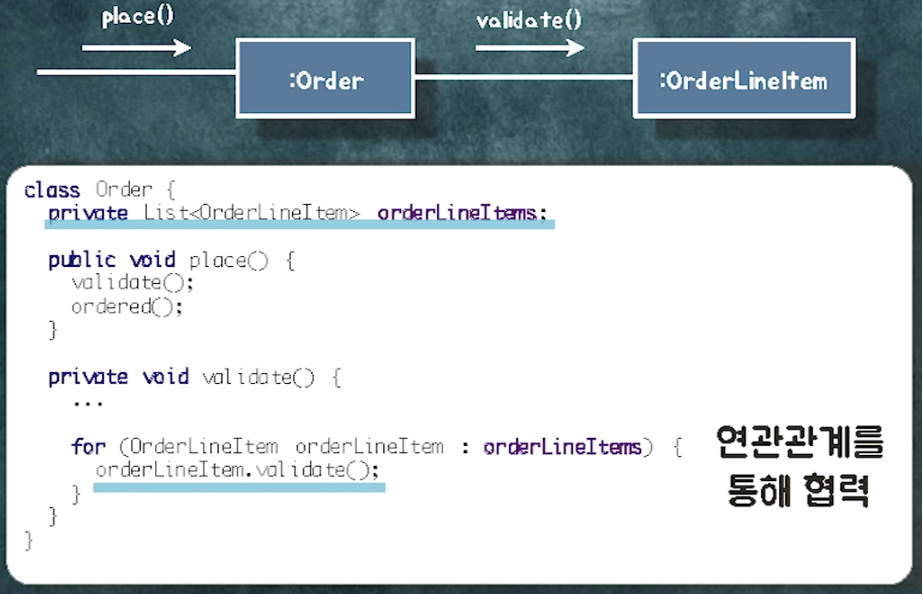 place()
validate()
:Order
:OrderLineItem
class Order {
private List<OrderLineItem> orderLineItems;
public void place() {
validate();
ordered();
}
private void validate() {
...
for (OrderLineItem orderLineItem : orderLineItems) {
orderLineItem.validate();
}
}
}
연관관계를
통해 협력